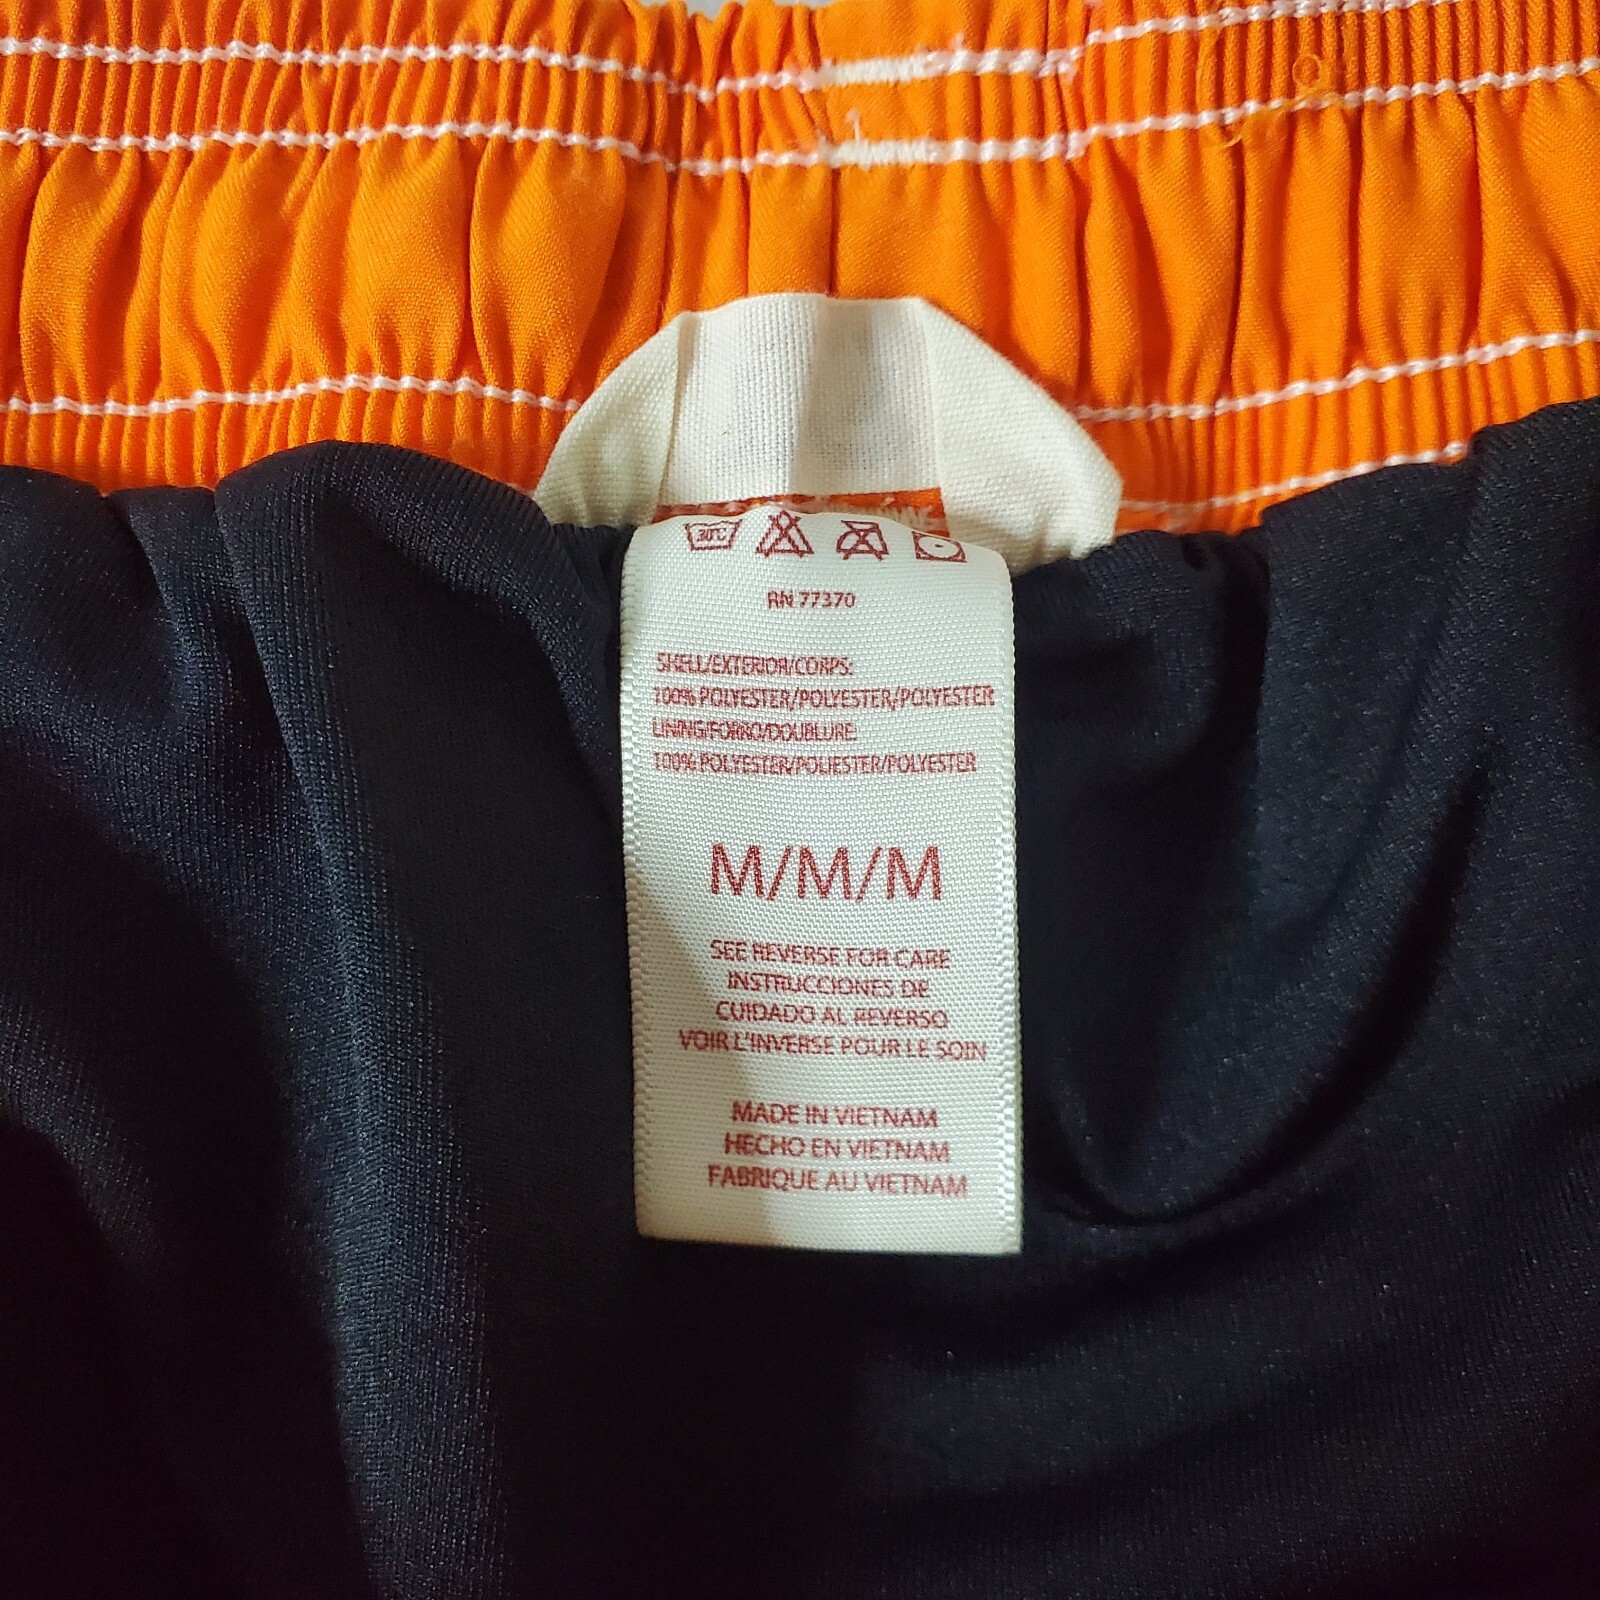 30°C
RN 77370
SHELL/EXTERIOR/CORPS:
100% POLYESTER/POLYESTER/POLYESTER
LINING/FORRO/DOUBLURE:
100% POLYESTER/POLIESTER/POLYESTER
M/M/M
SEE REVERSE FOR CARE
INSTRUCCIONES DE
CUIDADO AL REVERSO
VOIR L'INVERSE POUR LE SOIN
MADE IN VIETNAM
HECHO EN VIETNAM
FABRIQUE AU VIETNAM